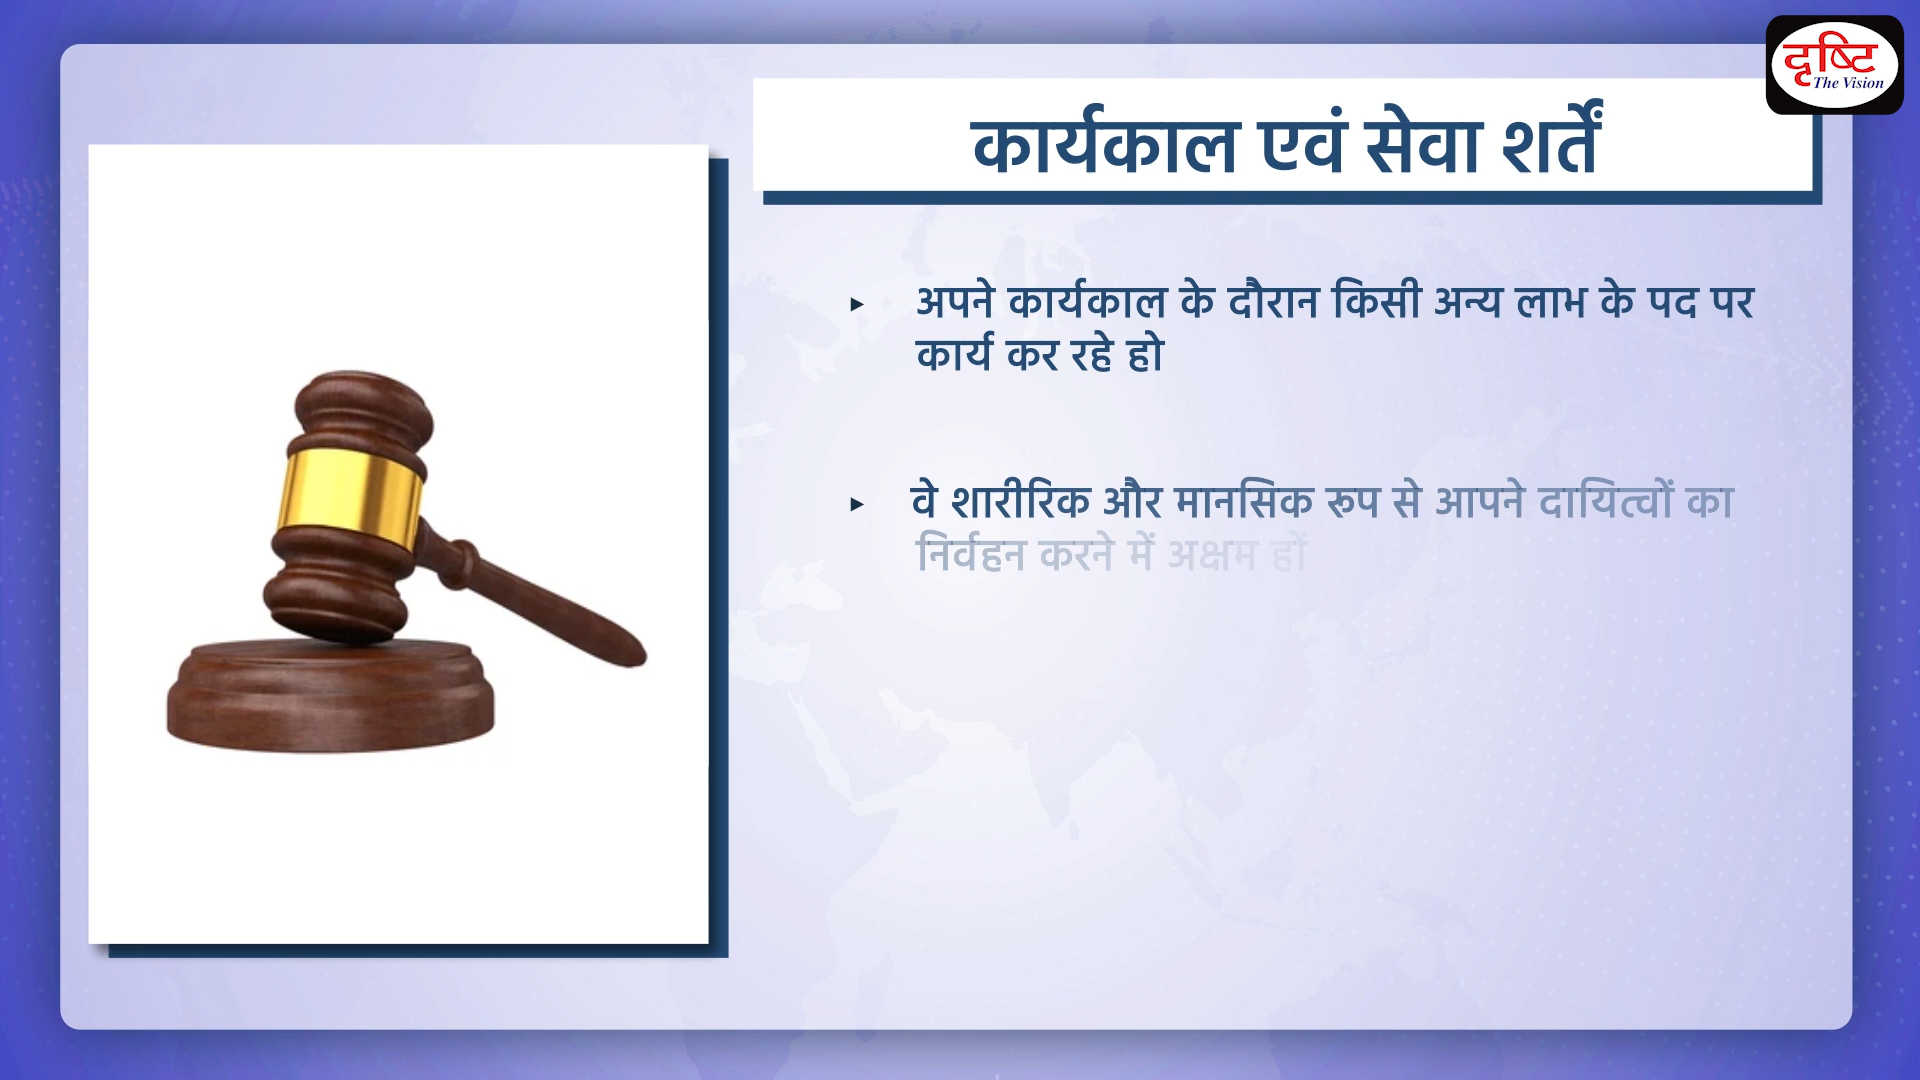 दृष्टि
The Vision
कार्यकाल एवं सेवा शर्तें
अपने कार्यकाल के दौरान किसी अन्य लाभ के पद पर
कार्य कर रहे हो
वे शारीरिक और मानसिक रूप से आपने दायित्वों का
निर्वहन करने में अक्षम हों